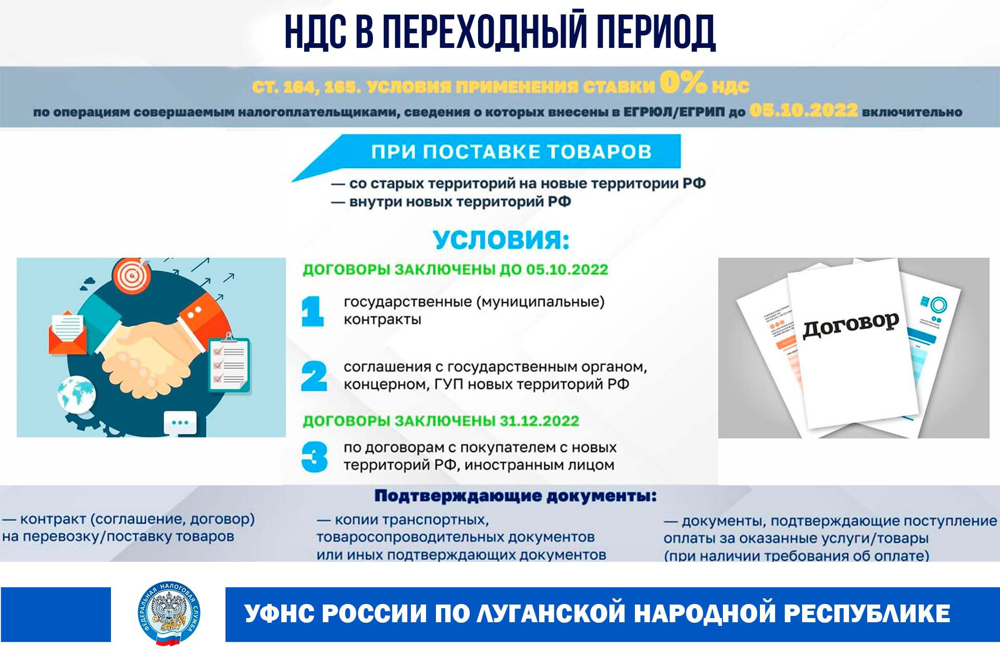 НДС В ПЕРЕХОДНЫЙ ПЕРИОД
СТ. 164, 165. УСЛОВИЯ ПРИМЕНЕНИЯ СТАВКИ 0% НДС
по операциям совершаемым налогоплательщиками, сведения о которых внесены в ЕГРЮЛ/ЕГРИП до 05.10.2022 включительно
ПРИ ПОСТАВКЕ ТОВАРОВ
— со старых территорий на новые территории РФ
— внутри новых территорий РФ
УСЛОВИЯ:
ДОГОВОРЫ ЗАКЛЮЧЕНЫ ДО 05.10.2022
1 государственные (муниципальные)
контракты
2 соглашения с государственным органом,
концерном, ГУП новых территорий РФ
ДОГОВОРЫ ЗАКЛЮЧЕНЫ 31.12.2022
3 по договорам с покупателем с новых
территорий РФ, иностранным лицом
Договор
Подтверждающие документы:
— контракт (соглашение, договор)
на перевозку/поставку товаров
— копии транспортных,
товаросопроводительных документов
или иных подтверждающих документов
— документы, подтверждающие поступление
оплаты за оказанные услуги/товары
(при наличии требования об оплате)
ФЕДЕРАЛЬНАЯ НАЛОГОВАЯ СЛУЖБА
УФНС РОССИИ ПО ЛУГАНСКОЙ НАРОДНОЙ РЕСПУБЛИКЕ